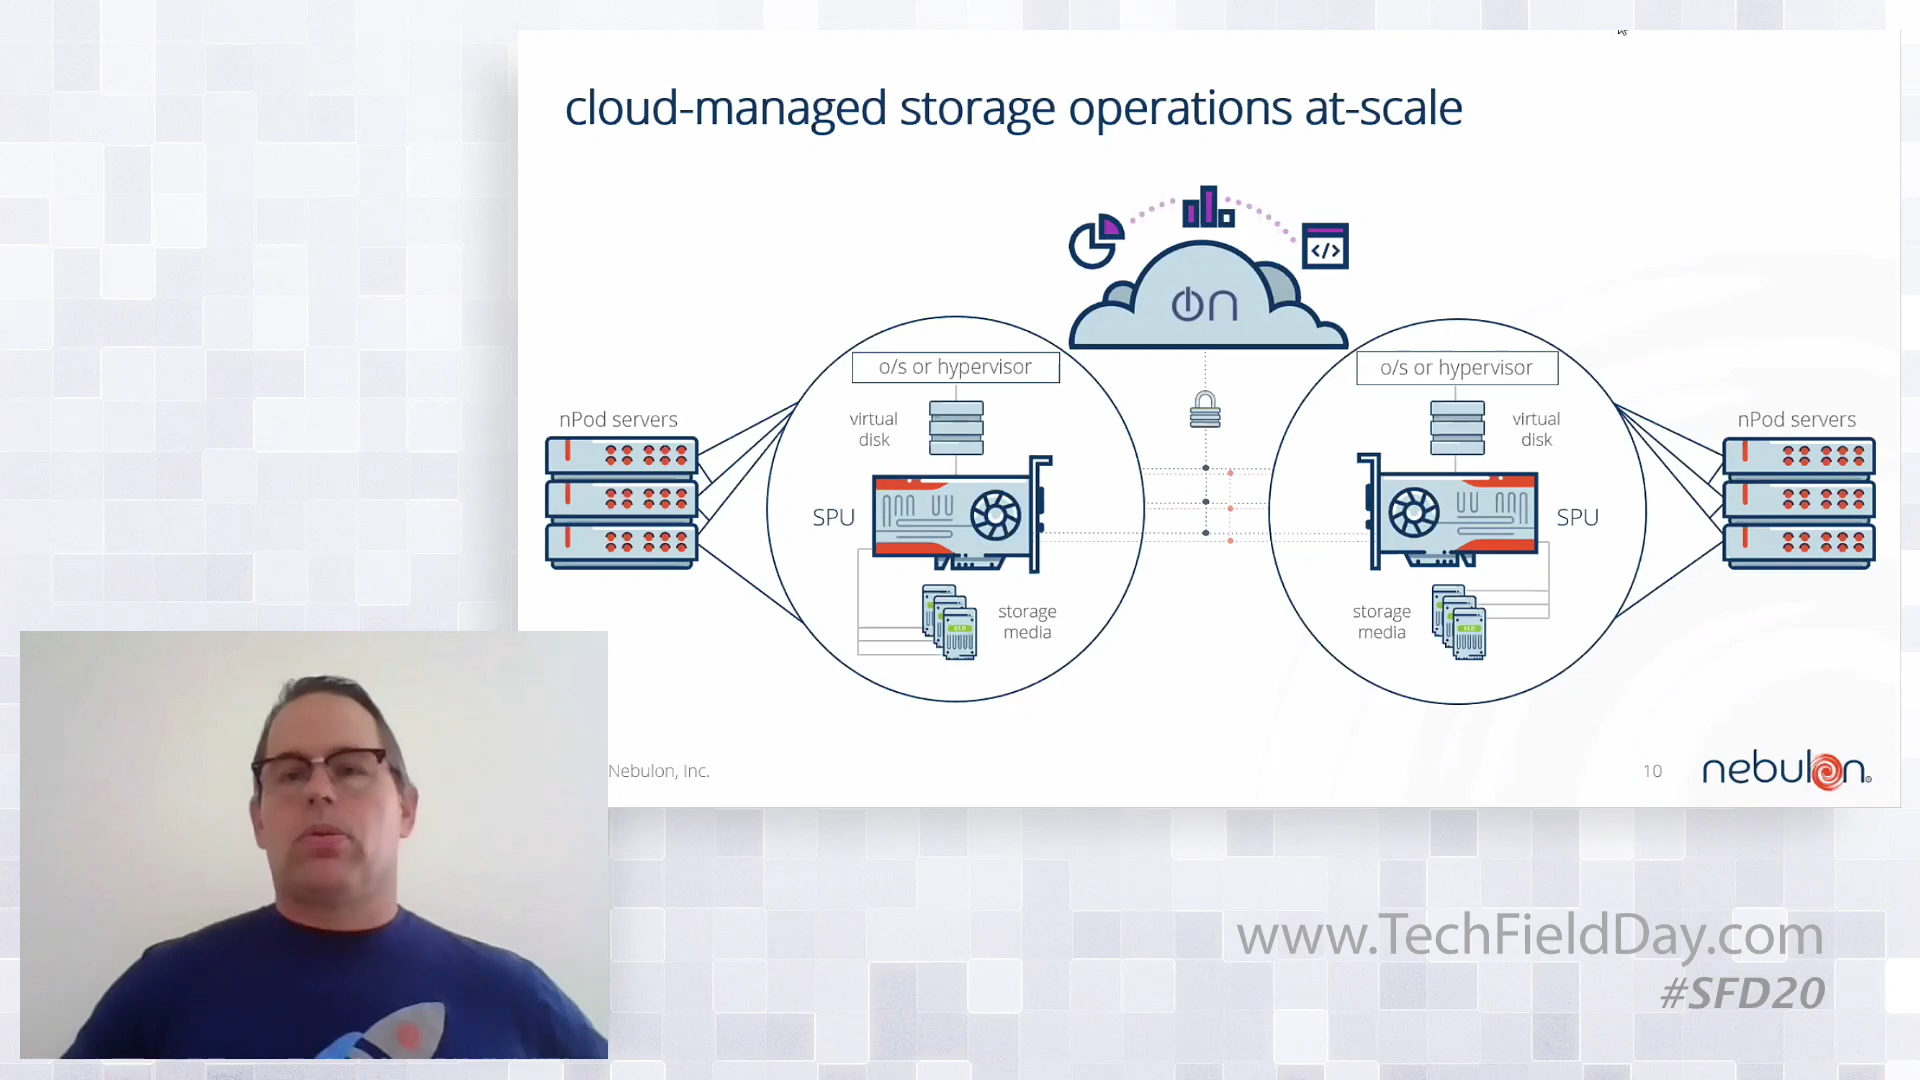 cloud-managed storage operations at-scale
</>
on
o/s or hypervisor
o/s or hypervisor
nPod servers
virtual
disk
virtual
disk
nPod servers
SPU
SPU
storage
media
storage
media
Nebulon, Inc.
10
nebulon
www.TechFieldDay.com
#SFD20